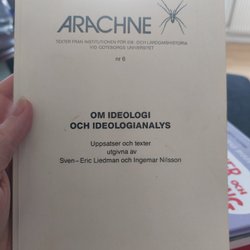 ARACHNE
TEXTER FRÅN INSTITUTIONEN FÖR IDÉ- OCH LÄRDOMSHISTORIA
VID GÖTEBORGS UNIVERSITET
nr 6
OM IDEOLOGI
OCH IDEOLOGIANALYS
Uppsatser och texter
utgivna av
Sven-Eric Liedman och Ingemar Nilsson
OCH